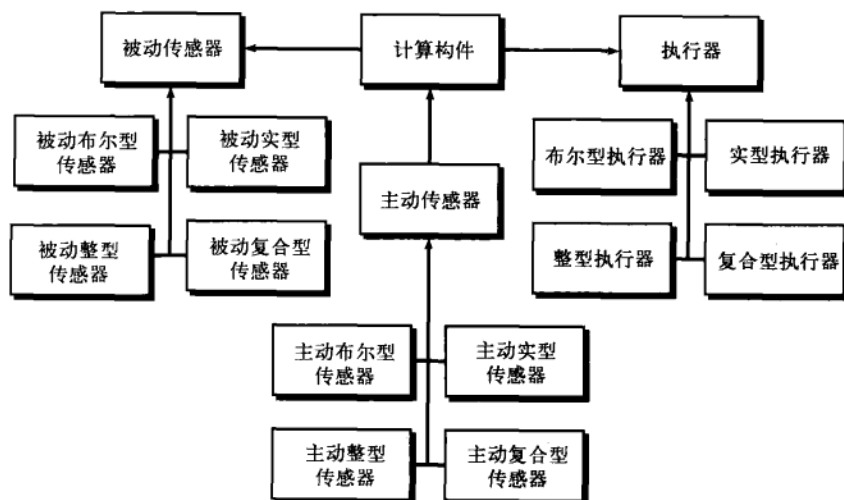 被动传感器
计算构件
执行器
被动布尔型
传感器
被动实型
传感器
布尔型执行器
实型执行器
主动传感器
被动整型
传感器
被动复合型
传感器
整型执行器
复合型执行器
主动布尔型
传感器
主动实型
传感器
主动整型
传感器
主动复合型
传感器